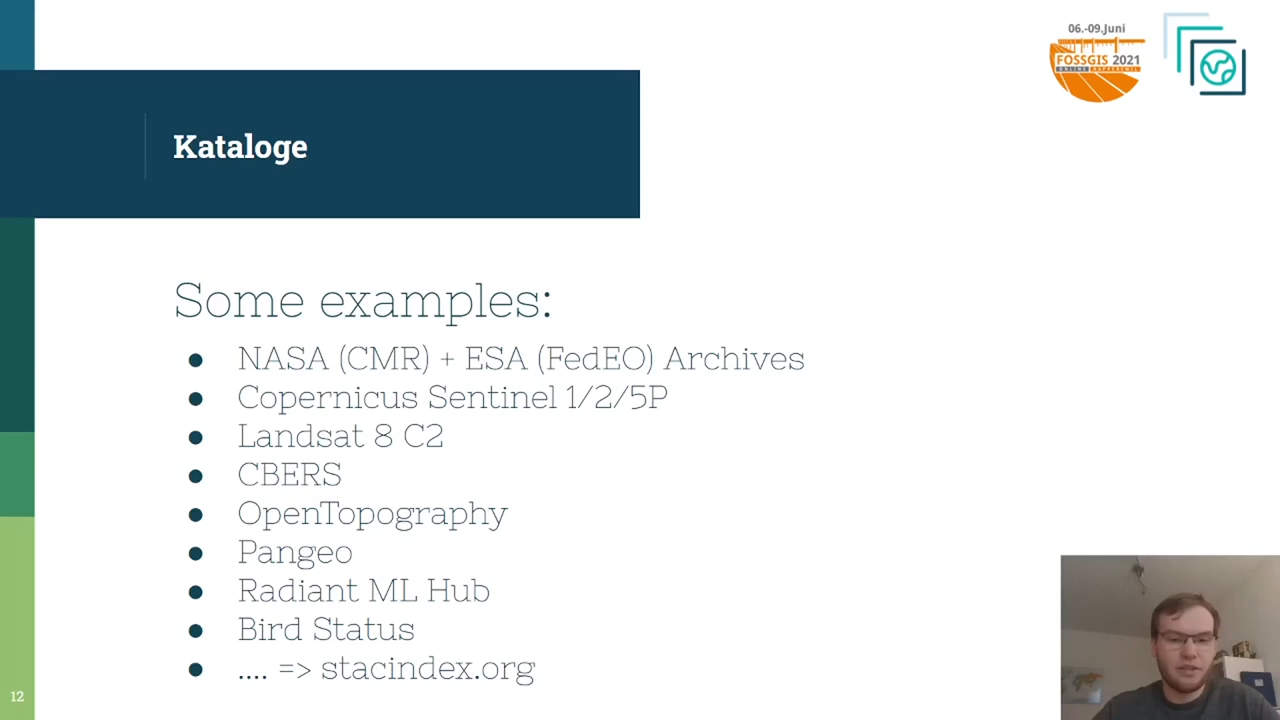 06.-09.Juni
FOSSGIS 2021
Kataloge
Some examples:
● NASA (CMR) + ESA (FedEO) Archives
● Copernicus Sentinel 1/2/5P
● Landsat 8 C2
● CBERS
● OpenTopography
● Pangeo
● Radiant ML Hub
● Bird Status
● .... => stacindex.org
12